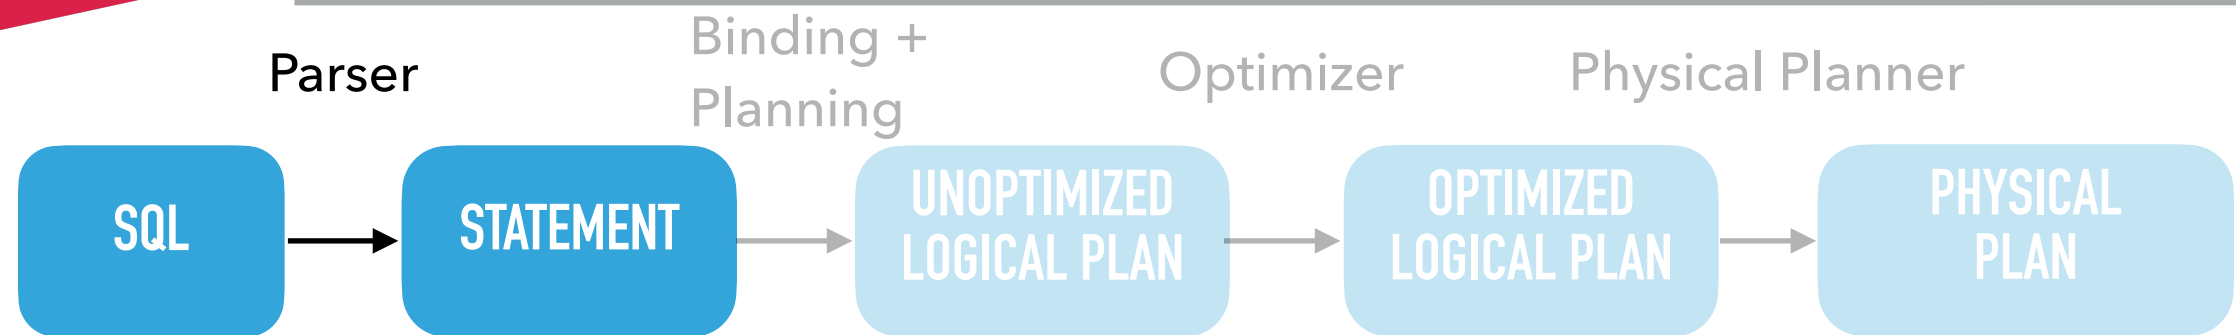 Parser
Binding +
Planning
Optimizer
Physical Planner
SQL
STATEMENT
UNOPTIMIZED
LOGICAL PLAN
OPTIMIZED
LOGICAL PLAN
PHYSICAL
PLAN